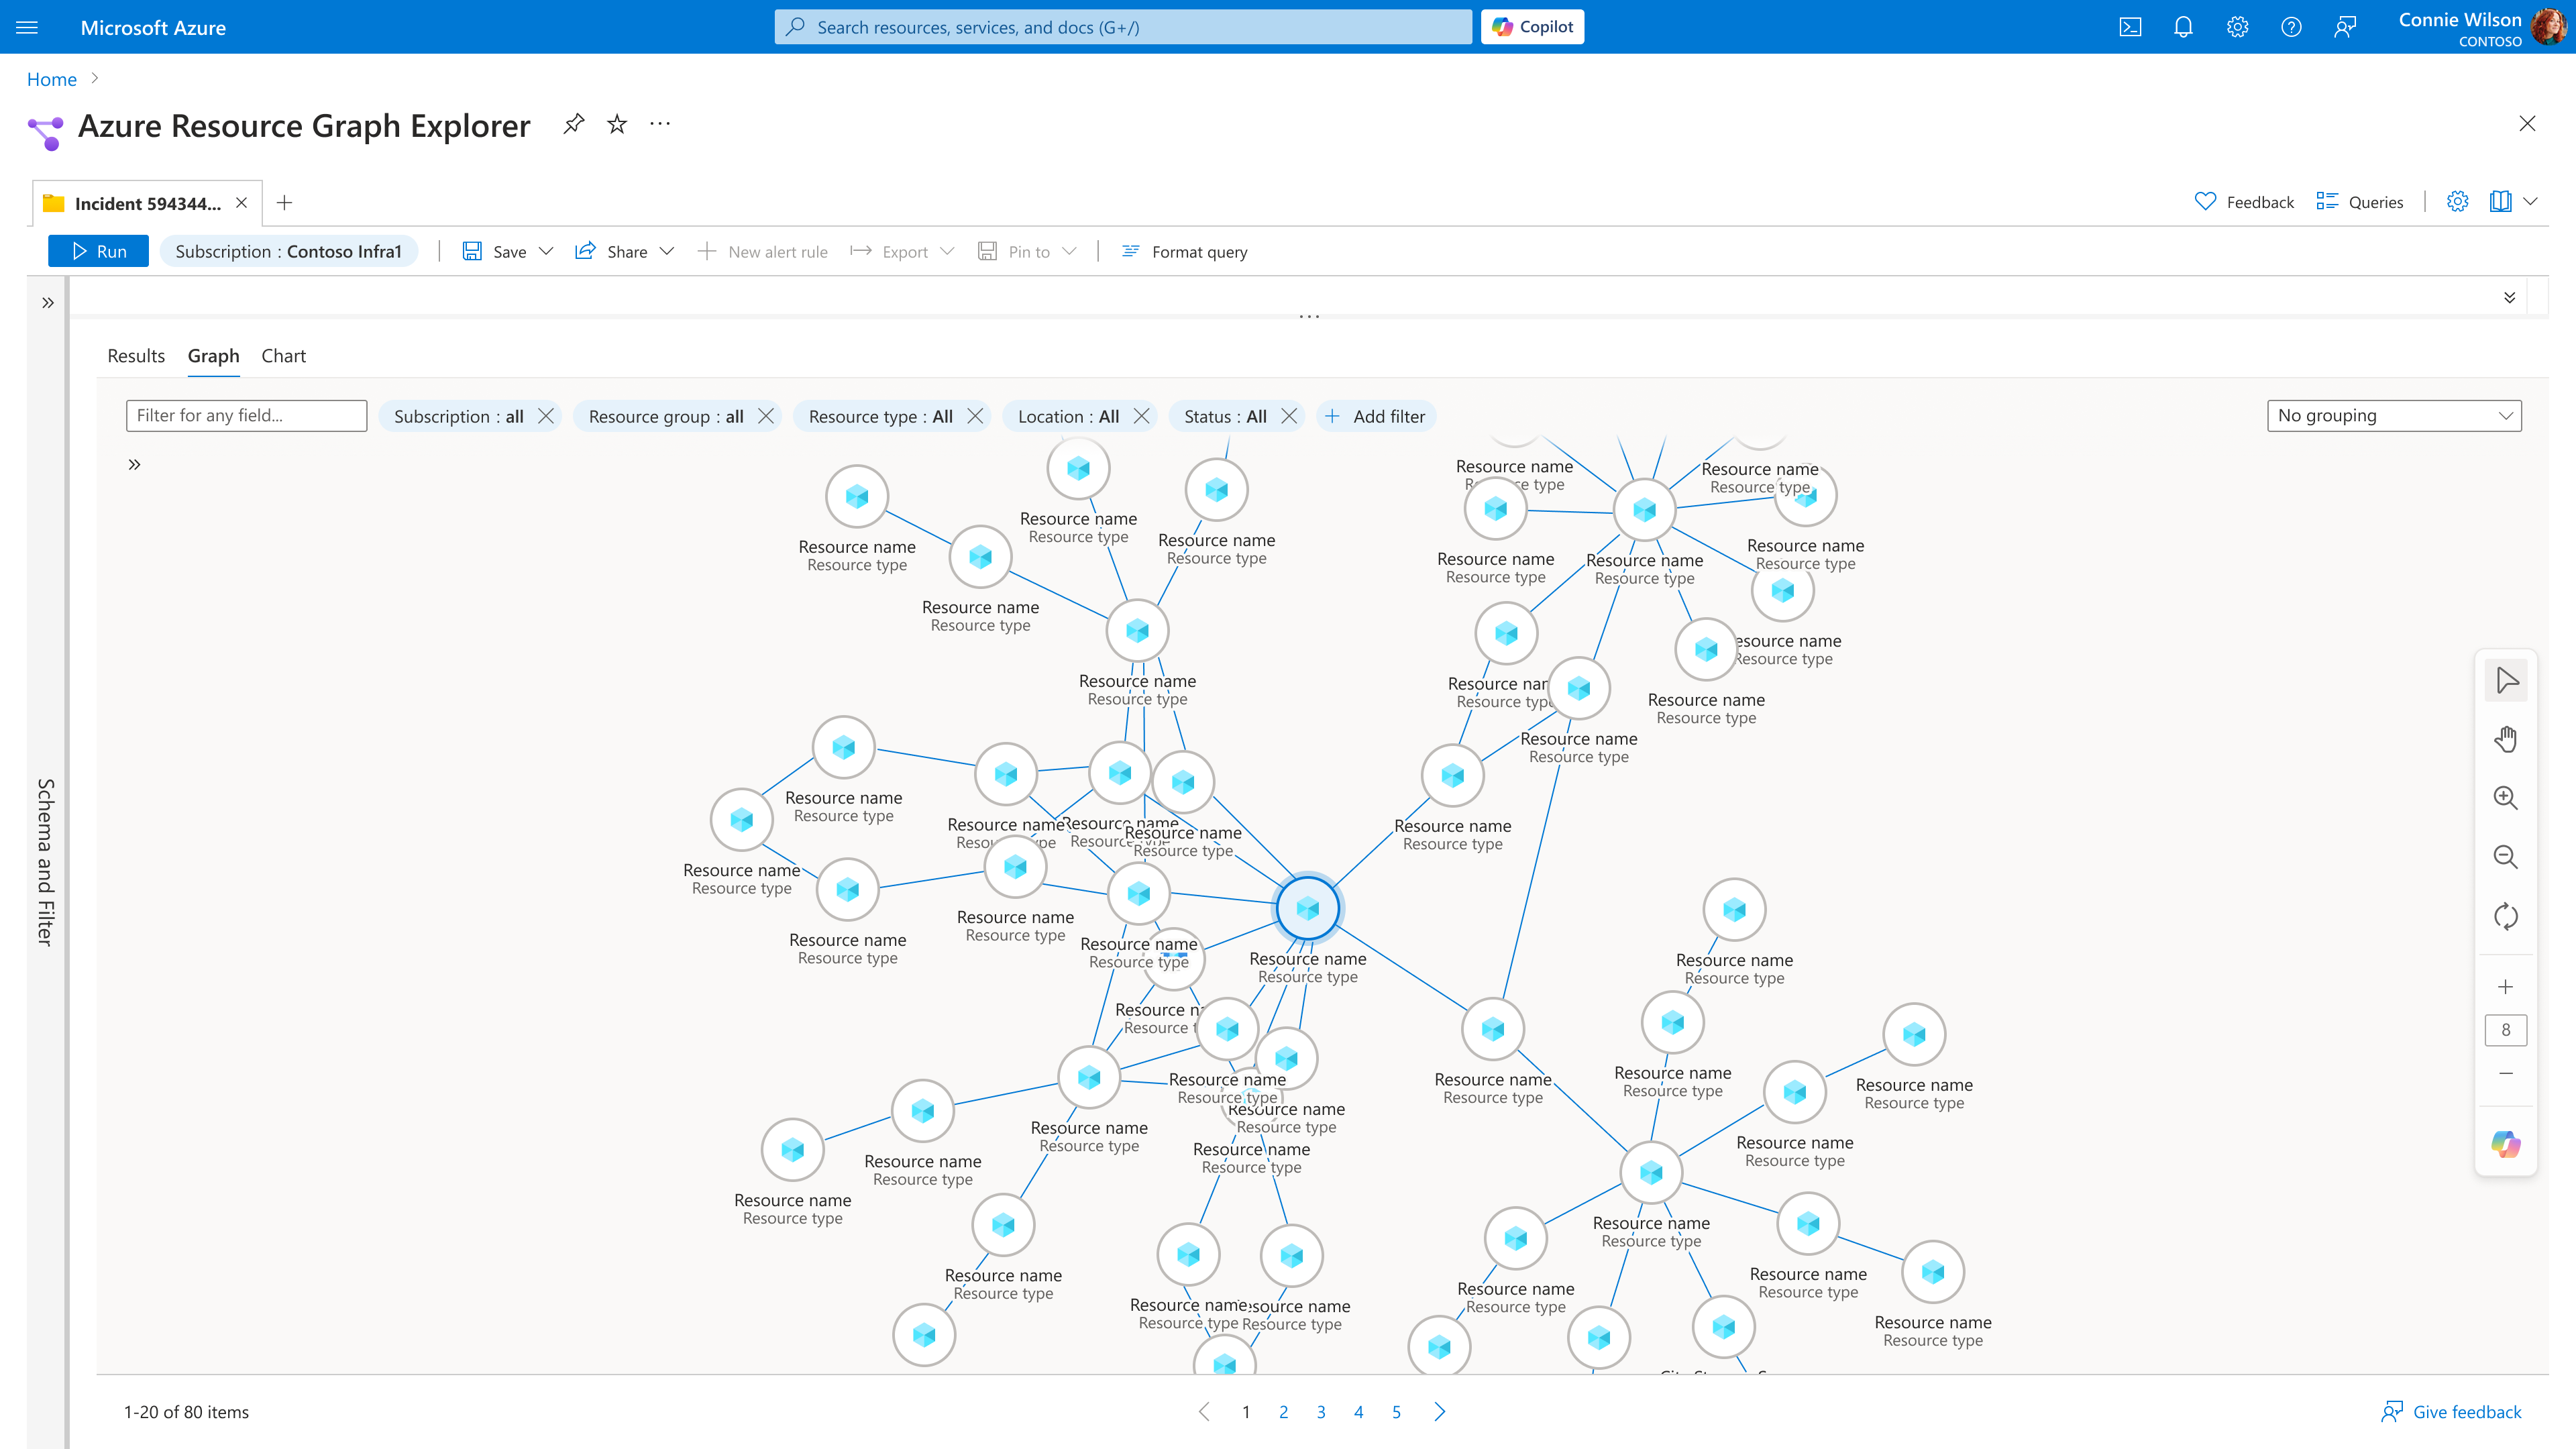 Microsoft Azure
Search resources, services, and docs (G+/)
Copilot
Connie Wilson
CONTOSO
Home
Azure Resource Graph Explorer
Incident 594344...
Feedback
Queries
Run
Subscription : Contoso Infra1
Save
Share
New alert rule
Export
Pin to
Format query
Schema and Filter
Results
Graph
Chart
Filter for any field...
Subscription : all
Resource group : all
Resource type : All
Location : All
Status : All
Add filter
No grouping
Resource name
Resource name
Resource type
Resource name
Resource type
Resource name
Resource type
Resource name
Resource type
Resource name
Resource type
Resource name
Resource type
Resource name
Resource type
Resource name
Resource type
Resource name
Resource type
Resource name
Resource type
Resource type
Resource name
Resource type
Resource name
Resource type
Resource name
Resource type
Resource name
Resource name
Resource name
Resource type
Resource name
Resource type
Resource name
Resource type
Resource name
Resource type
Resource name
Resource type
Resource name
Resource type
Resource name
Resource type
Resource name
Resource type
Resource
Resource
8
Resource name
Resource type
Resource name
Resource type
Resource name
Resource type
Resource name
Resource type
Resource name
Resource type
Resource name
Resource type
Resource name
Resource type
Resource name
Resource type
Resource name
Resource type
Resource name
Resource type
Resource name
Resource type
Resource name
Resource type
Resource name
Resource type
Resource name
Resource type
Resource name
Resource type
Resource name
Resource type
Resource name
Resource type
1-20 of 80 items
1 2 3 4 5
Give feedback